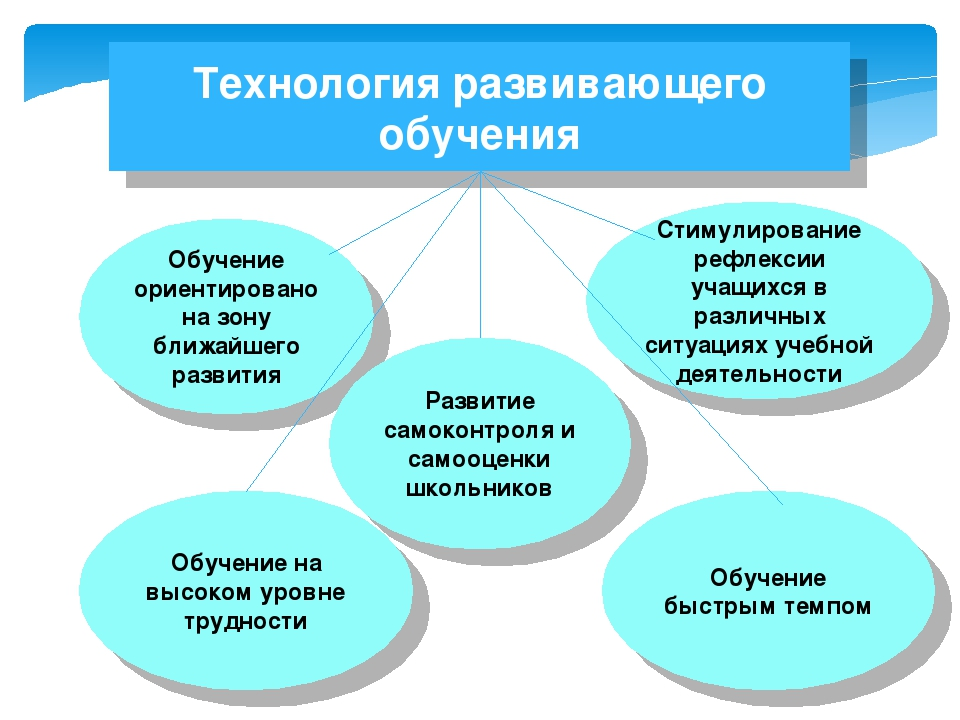 Технология развивающего
обучения
Обучение
ориентировано
на зону
ближайшего
развития
Стимулирование
рефлексии
учащихся в
различных
ситуациях учебной
деятельности
Развитие
самоконтроля и
самооценки
школьников
Обучение на
высоком уровне
трудности
Обучение
быстрым темпом